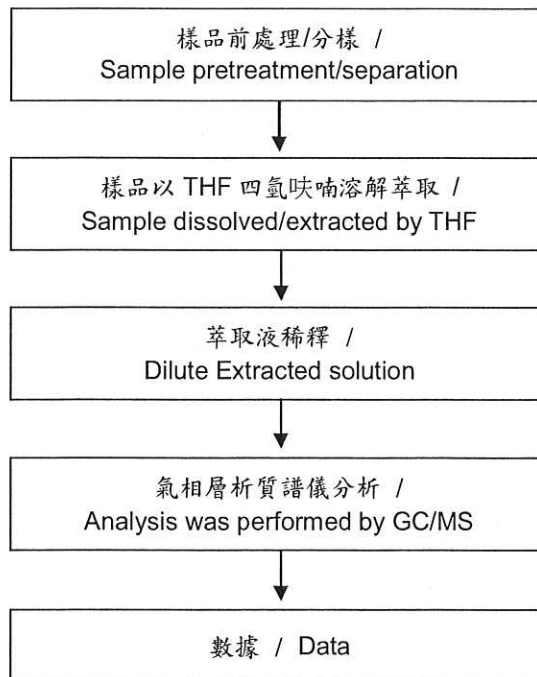 樣品前處理/分樣 /
Sample pretreatment/separation
樣品以 THF 四氫呋喃溶解萃取 /
Sample dissolved/extracted by THF
萃取液稀釋 /
Dilute Extracted solution
氣相層析質譜儀分析 /
Analysis was performed by GC/MS
數據 / Data